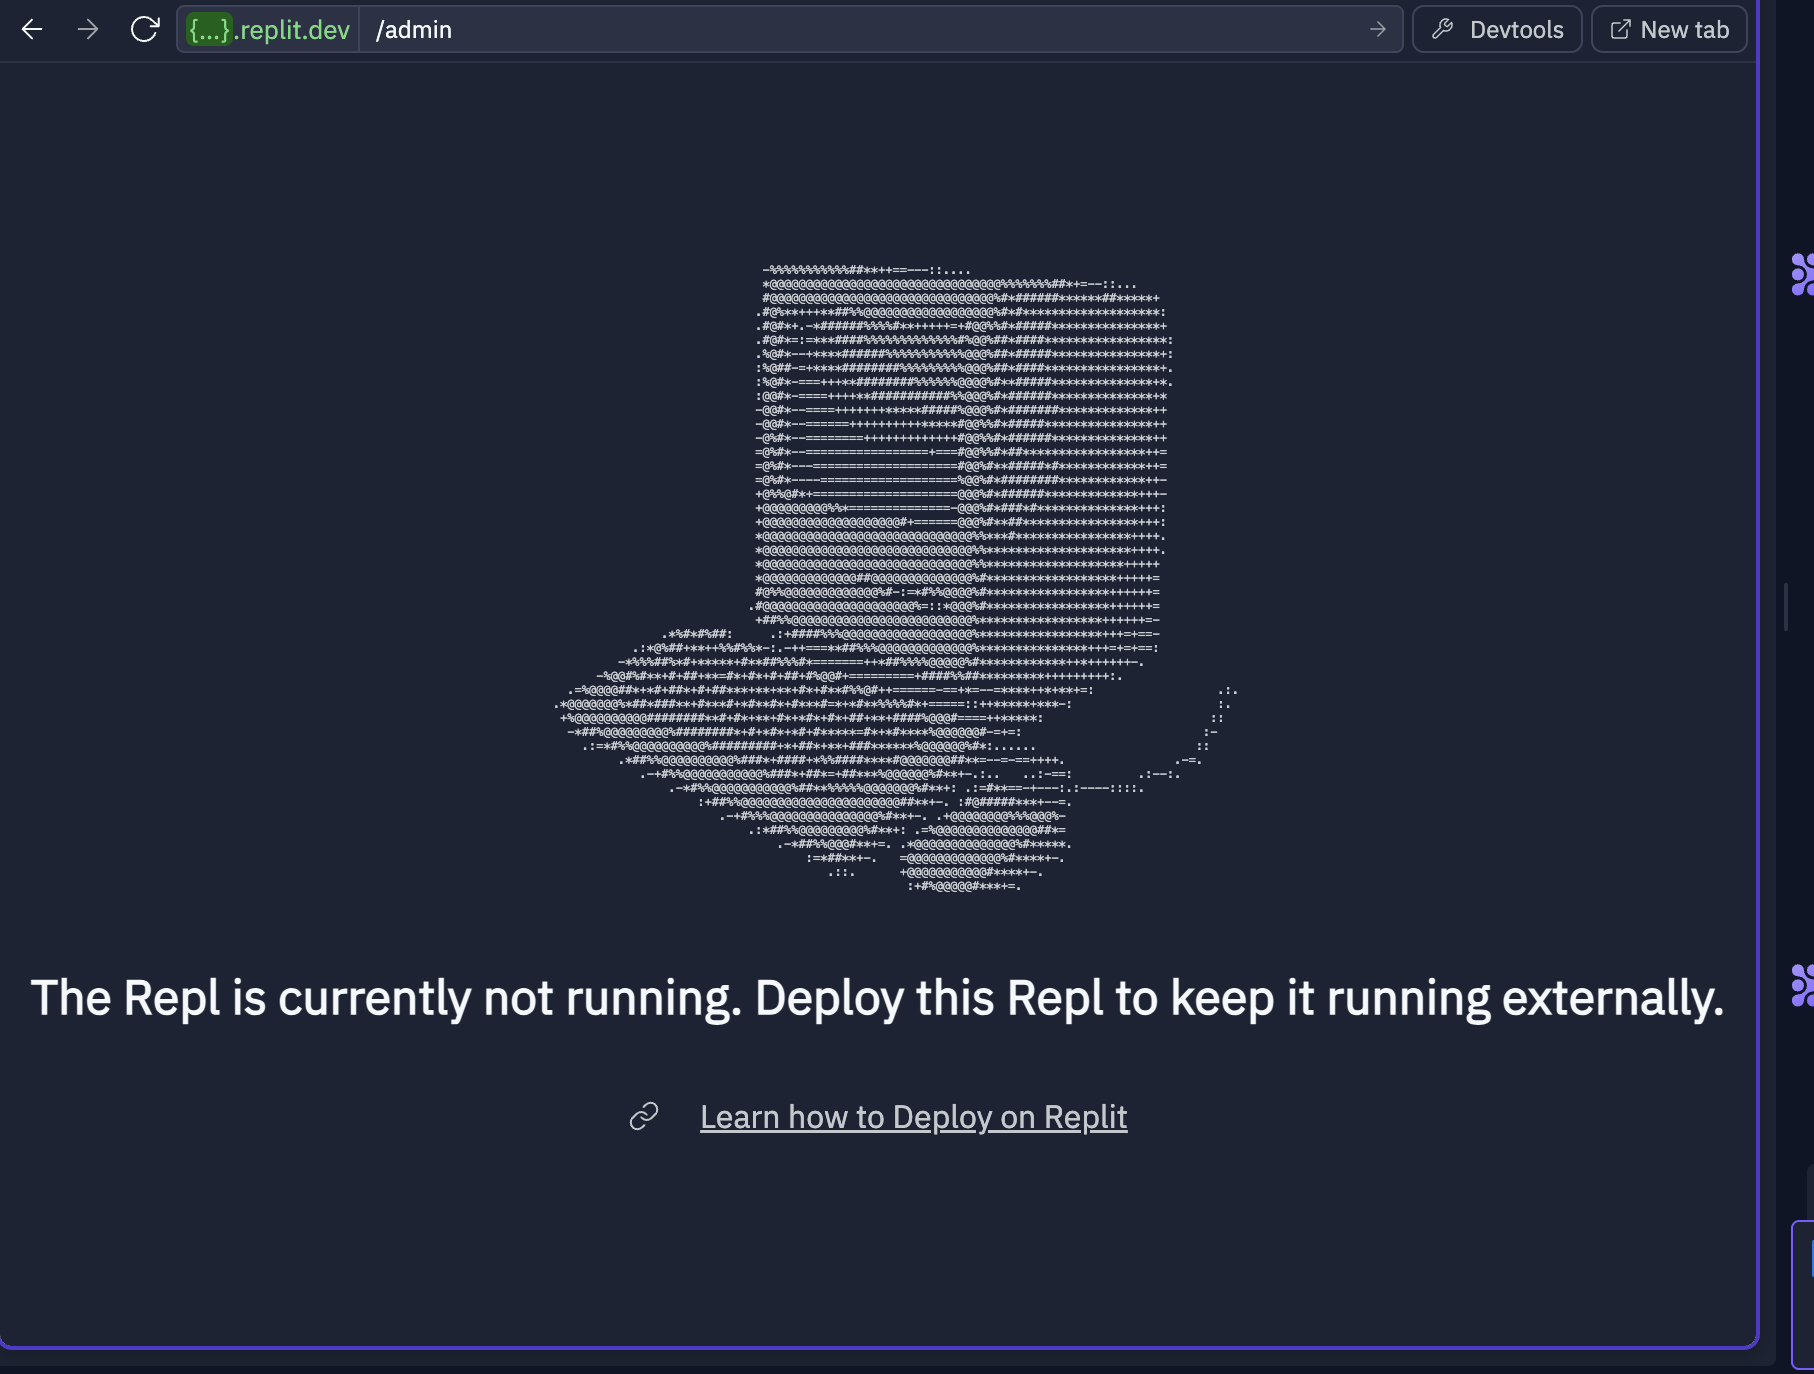 {...}.replit.dev /admin Devtools New tab
The Repl is currently not running. Deploy this Repl to keep it running externally.
Learn how to Deploy on Replit